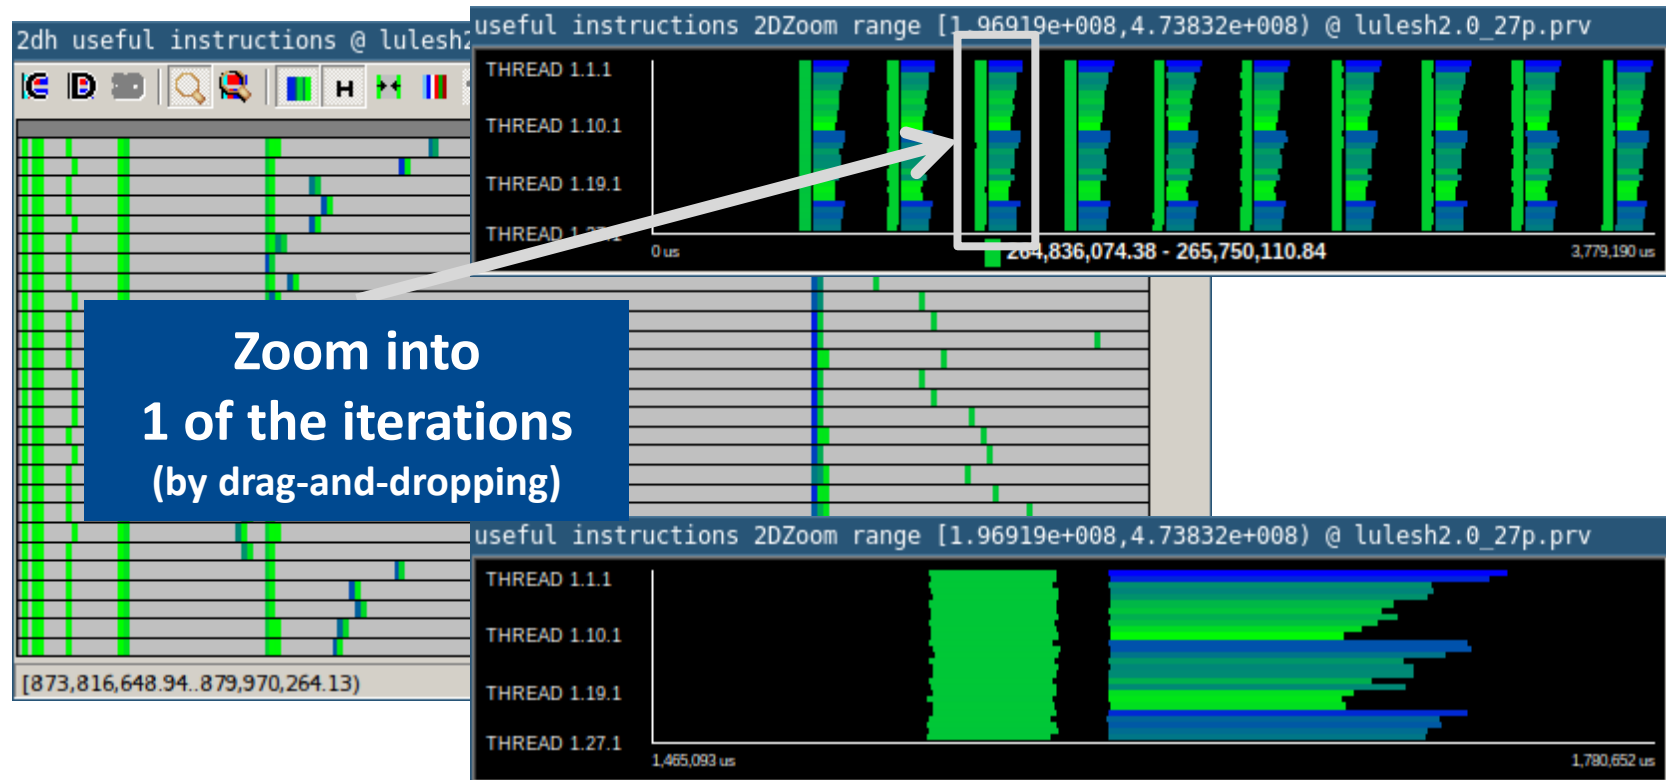 2dh useful instructions @ lulesh2
useful instructions 2DZoom range [1.96919e+008,4.73832e+008) @ lulesh2.0_27p.prv
THREAD 1.1.1
THREAD 1.10.1
THREAD 1.19.1
THREAD 1.27.1
0 us
264,836,074.38 - 265,750,110.84
3,779,190 us
Zoom into
1 of the iterations
(by drag-and-dropping)
[873,816,648.94..879,970,264.13)
useful instructions 2DZoom range [1.96919e+008,4.73832e+008) @ lulesh2.0_27p.prv
THREAD 1.1.1
THREAD 1.10.1
THREAD 1.19.1
THREAD 1.27.1
1,465,093 us
1,780,652 us